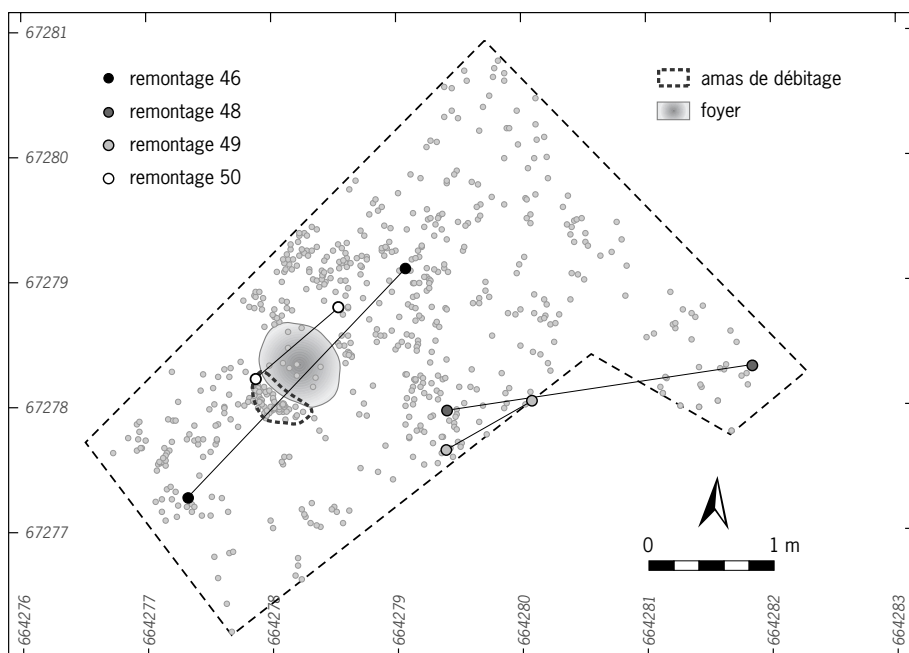 67281
67280
67279
67278
67277
remontage 46
remontage 48
remontage 49
remontage 50
amas de débitage
foyer
0 1 m
664276
664277
664278
664279
664280
664281
664282
664283